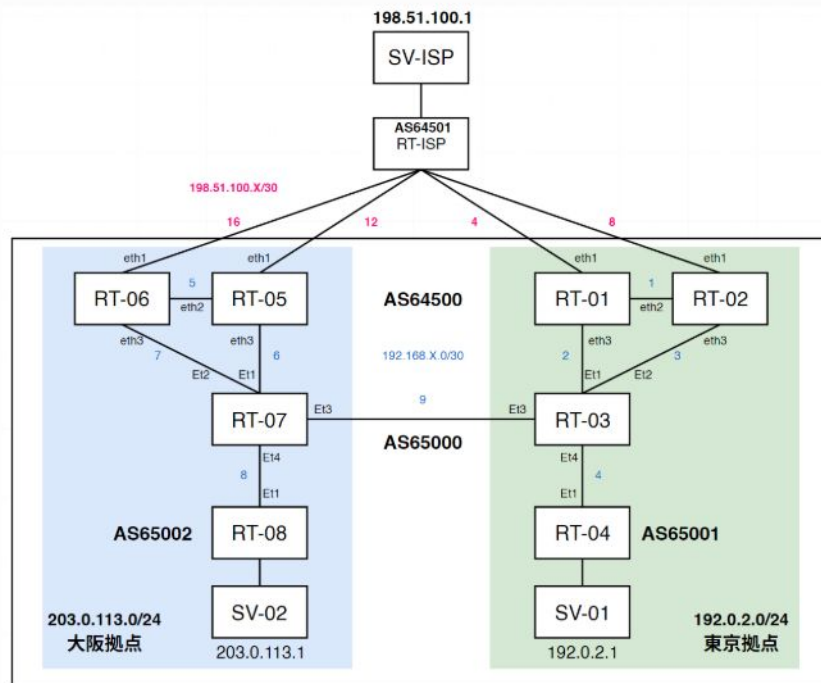 198.51.100.1
SV-ISP
AS64501
RT-ISP
198.51.100.X/30
16
12
4
8
eth1
eth1
eth1
eth1
RT-06
5
eth2
RT-05
AS64500
RT-01
1
eth2
RT-02
eth3
7
eth3
6
192.168.X.0/30
eth3
2
eth3
3
Et2
Et1
Et1
Et2
RT-07
Et3
9
Et3
RT-03
AS65000
Et4
8
Et1
Et4
4
Et1
AS65002
RT-08
RT-04
AS65001
SV-02
SV-01
203.0.113.0/24
大阪拠点
203.0.113.1
192.0.2.1
192.0.2.0/24
東京拠点